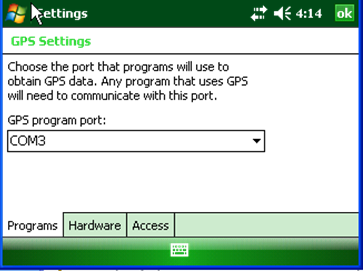 Settings 4:14 ok
GPS Settings
Choose the port that programs will use to
obtain GPS data. Any program that uses GPS
will need to communicate with this port.
GPS program port:
COM3
Programs Hardware Access